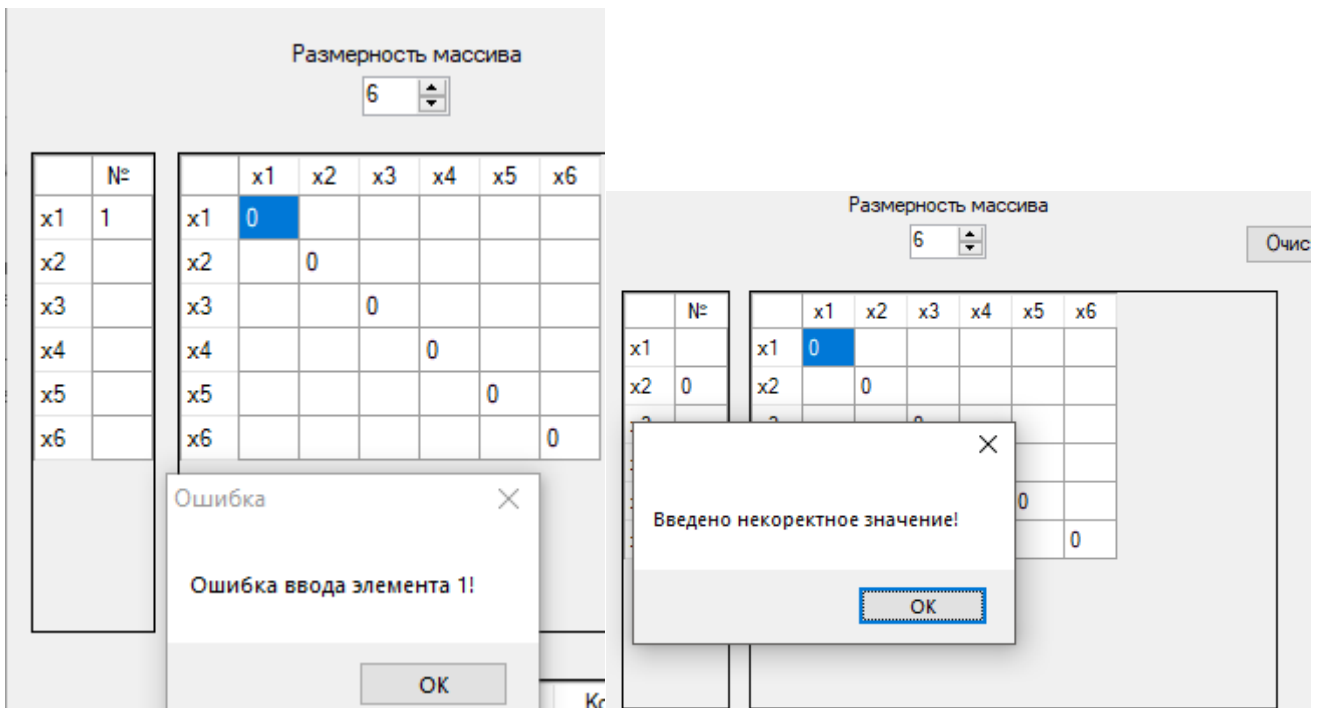 Размерность массива
6
№
x1 1
x2
x3
x4
x5
x6
x1 x2 x3 x4 x5 x6
x1 0
x2 0
x3 0
x4 0
x5 0
x6 0
Ошибка
Ошибка ввода элемента 1!
OK
Размерность массива
6
Очис
№
x1
x2 0
x1 x2 x3 x4 x5 x6
x1 0
x2 0
0
0
Введено некоректное значение!
OK